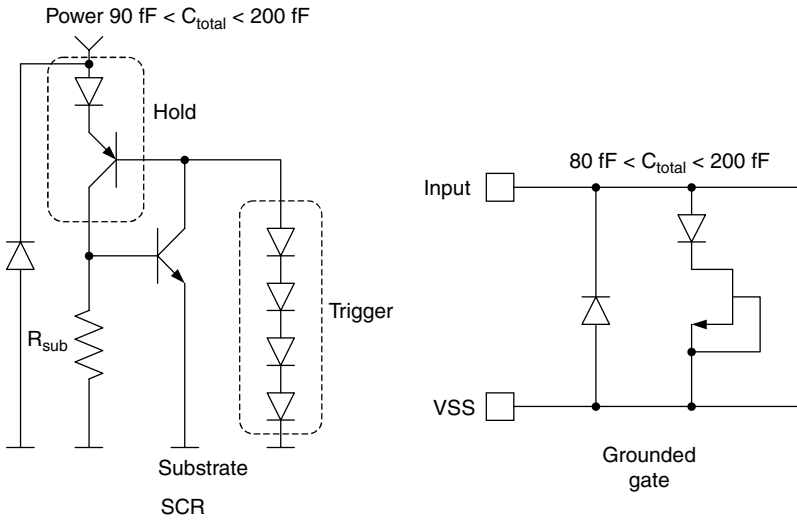 Power 90 fF < C_total < 200 fF
Hold
Trigger
R_sub
Substrate
SCR
80 fF < C_total < 200 fF
Input
VSS
Grounded
gate